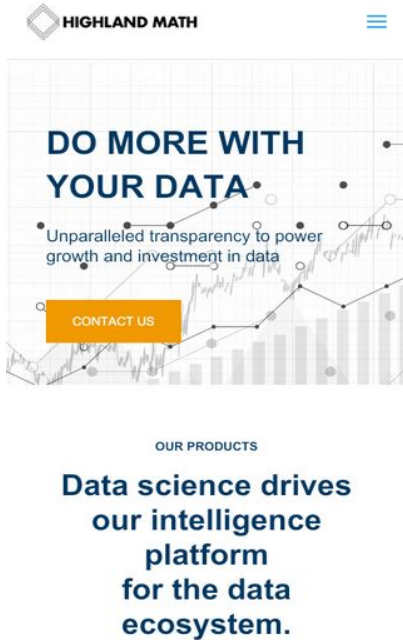 HIGHLAND MATH
DO MORE WITH
YOUR DATA
Unparalleled transparency to power
growth and investment in data
CONTACT US
OUR PRODUCTS
Data science drives
our intelligence
platform
for the data
ecosystem.